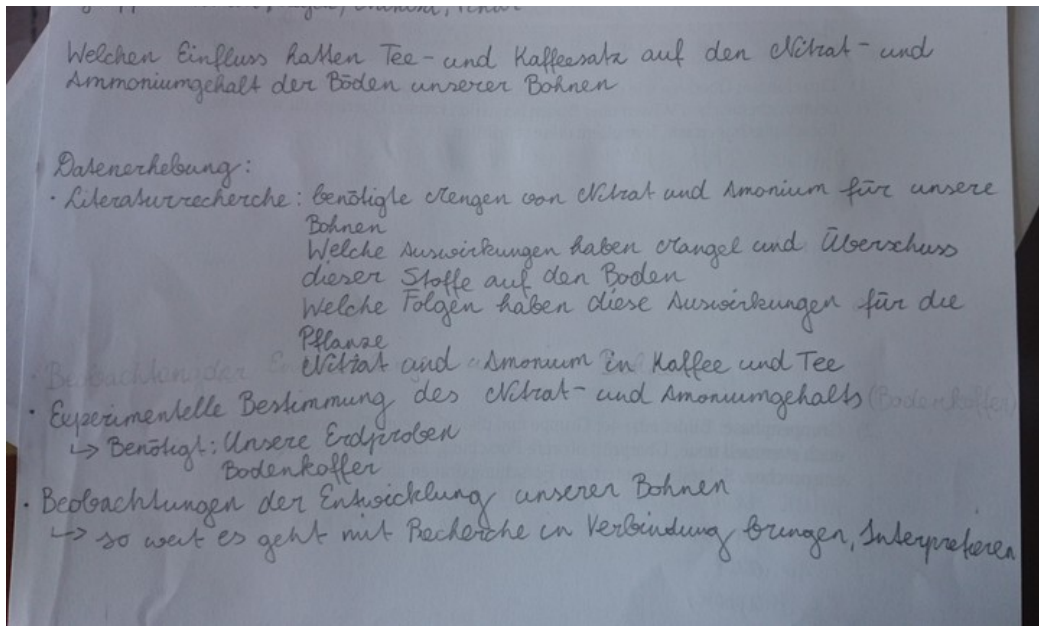 Welchen Einfluss hatten Tee- und Kaffeesatz auf den Nitrat- und
Ammoniumgehalt der Böden unserer Bohnen
Datenerhebung:
· Literaturrecherche: benötigte Mengen von Nitrat und Amonium für unsere
Bohnen
Welche Auswirkungen haben Mangel und Überschuss
dieser Stoffe auf den Boden
Welche Folgen haben diese Auswirkungen für die
Pflanze
Nitrat und Amonium in Kaffee und Tee
· Experimentelle Bestimmung des Nitrat- und Amoniumgehalts (Bodenkoffer)
↳ Benötigt: Unsere Erdproben
Bodenkoffer
· Beobachtungen der Entwicklung unserer Bohnen
↳ so weit es geht mit Recherche in Verbindung bringen, Interpretieren